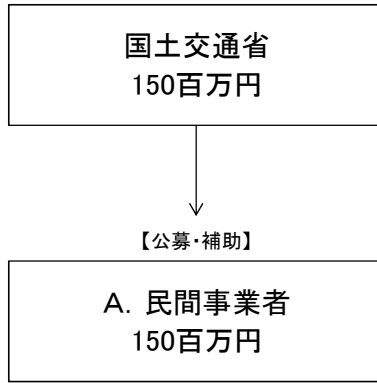 国土交通省
150百万円
【公募・補助】
A. 民間事業者
150百万円